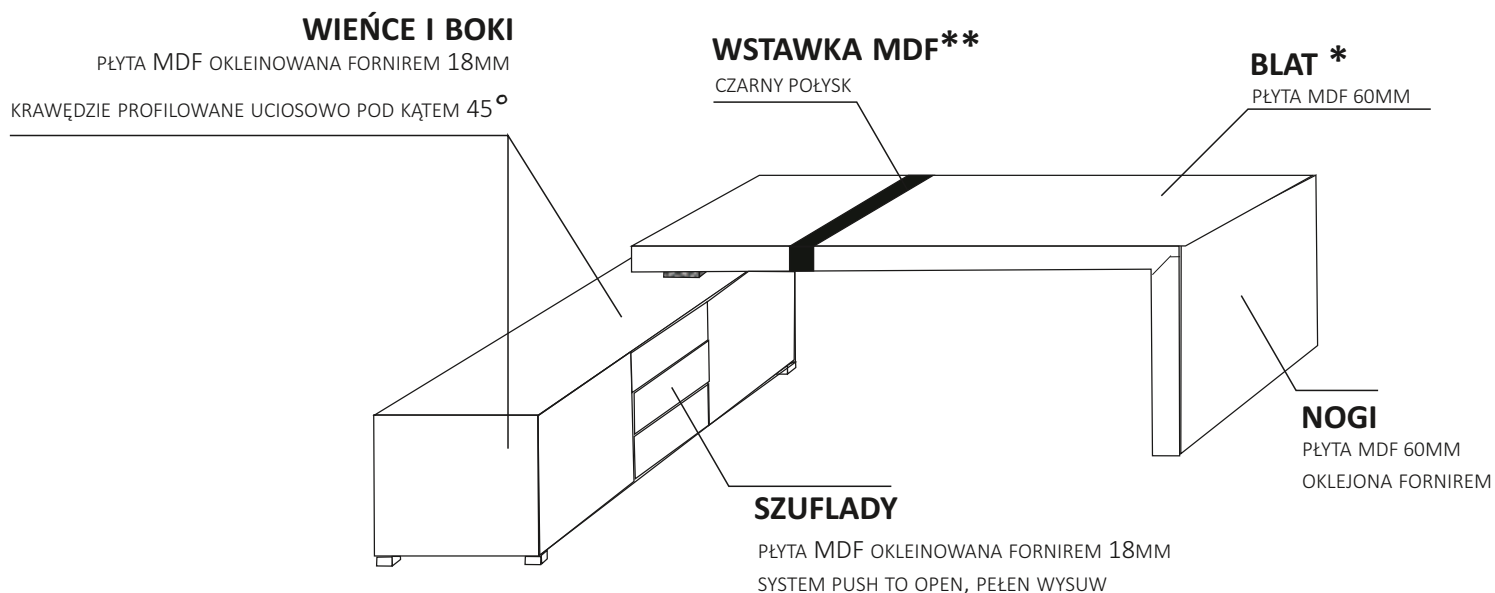 WIEŃCE I BOKI
PŁYTA MDF OKLEINOWANA FORNIREM 18MM
KRAWĘDZIE PROFILOWANE UCIOSOWO POD KĄTEM 45°
WSTAWKA MDF**
CZARNY POŁYSK
BLAT *
PŁYTA MDF 60MM
NOGI
PŁYTA MDF 60MM
OKLEJONA FORNIREM
SZUFLADY
PŁYTA MDF OKLEINOWANA FORNIREM 18MM
SYSTEM PUSH TO OPEN, PEŁEN WYSUW